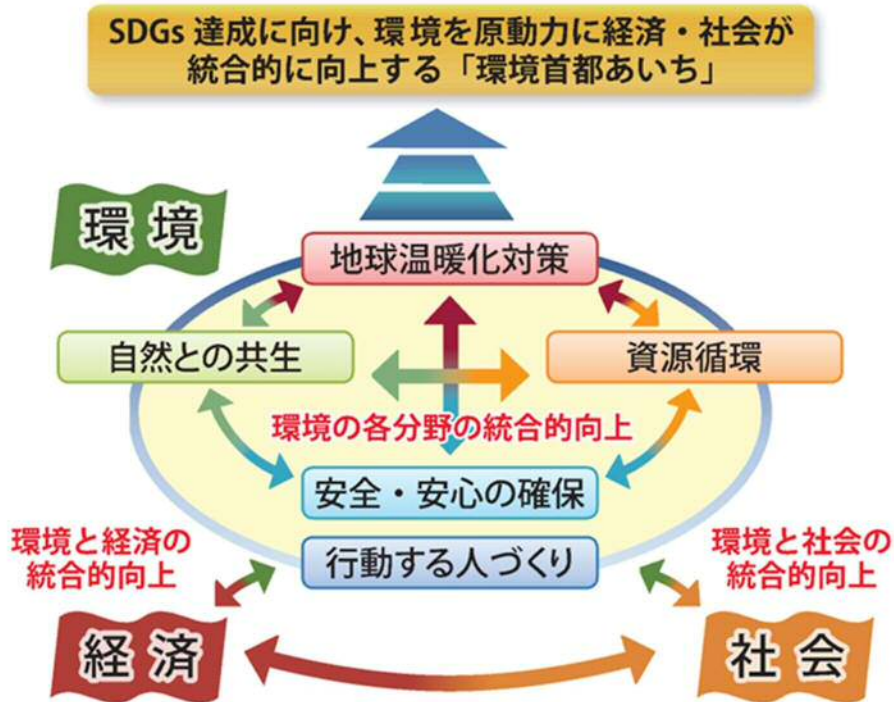 SDGs 達成に向け、環境を原動力に経済・社会が
統合的に向上する「環境首都あいち」
環境
地球温暖化対策
自然との共生
資源循環
環境の各分野の統合的向上
安全・安心の確保
行動する人づくり
環境と経済の
統合的向上
環境と社会の
統合的向上
経済
社会